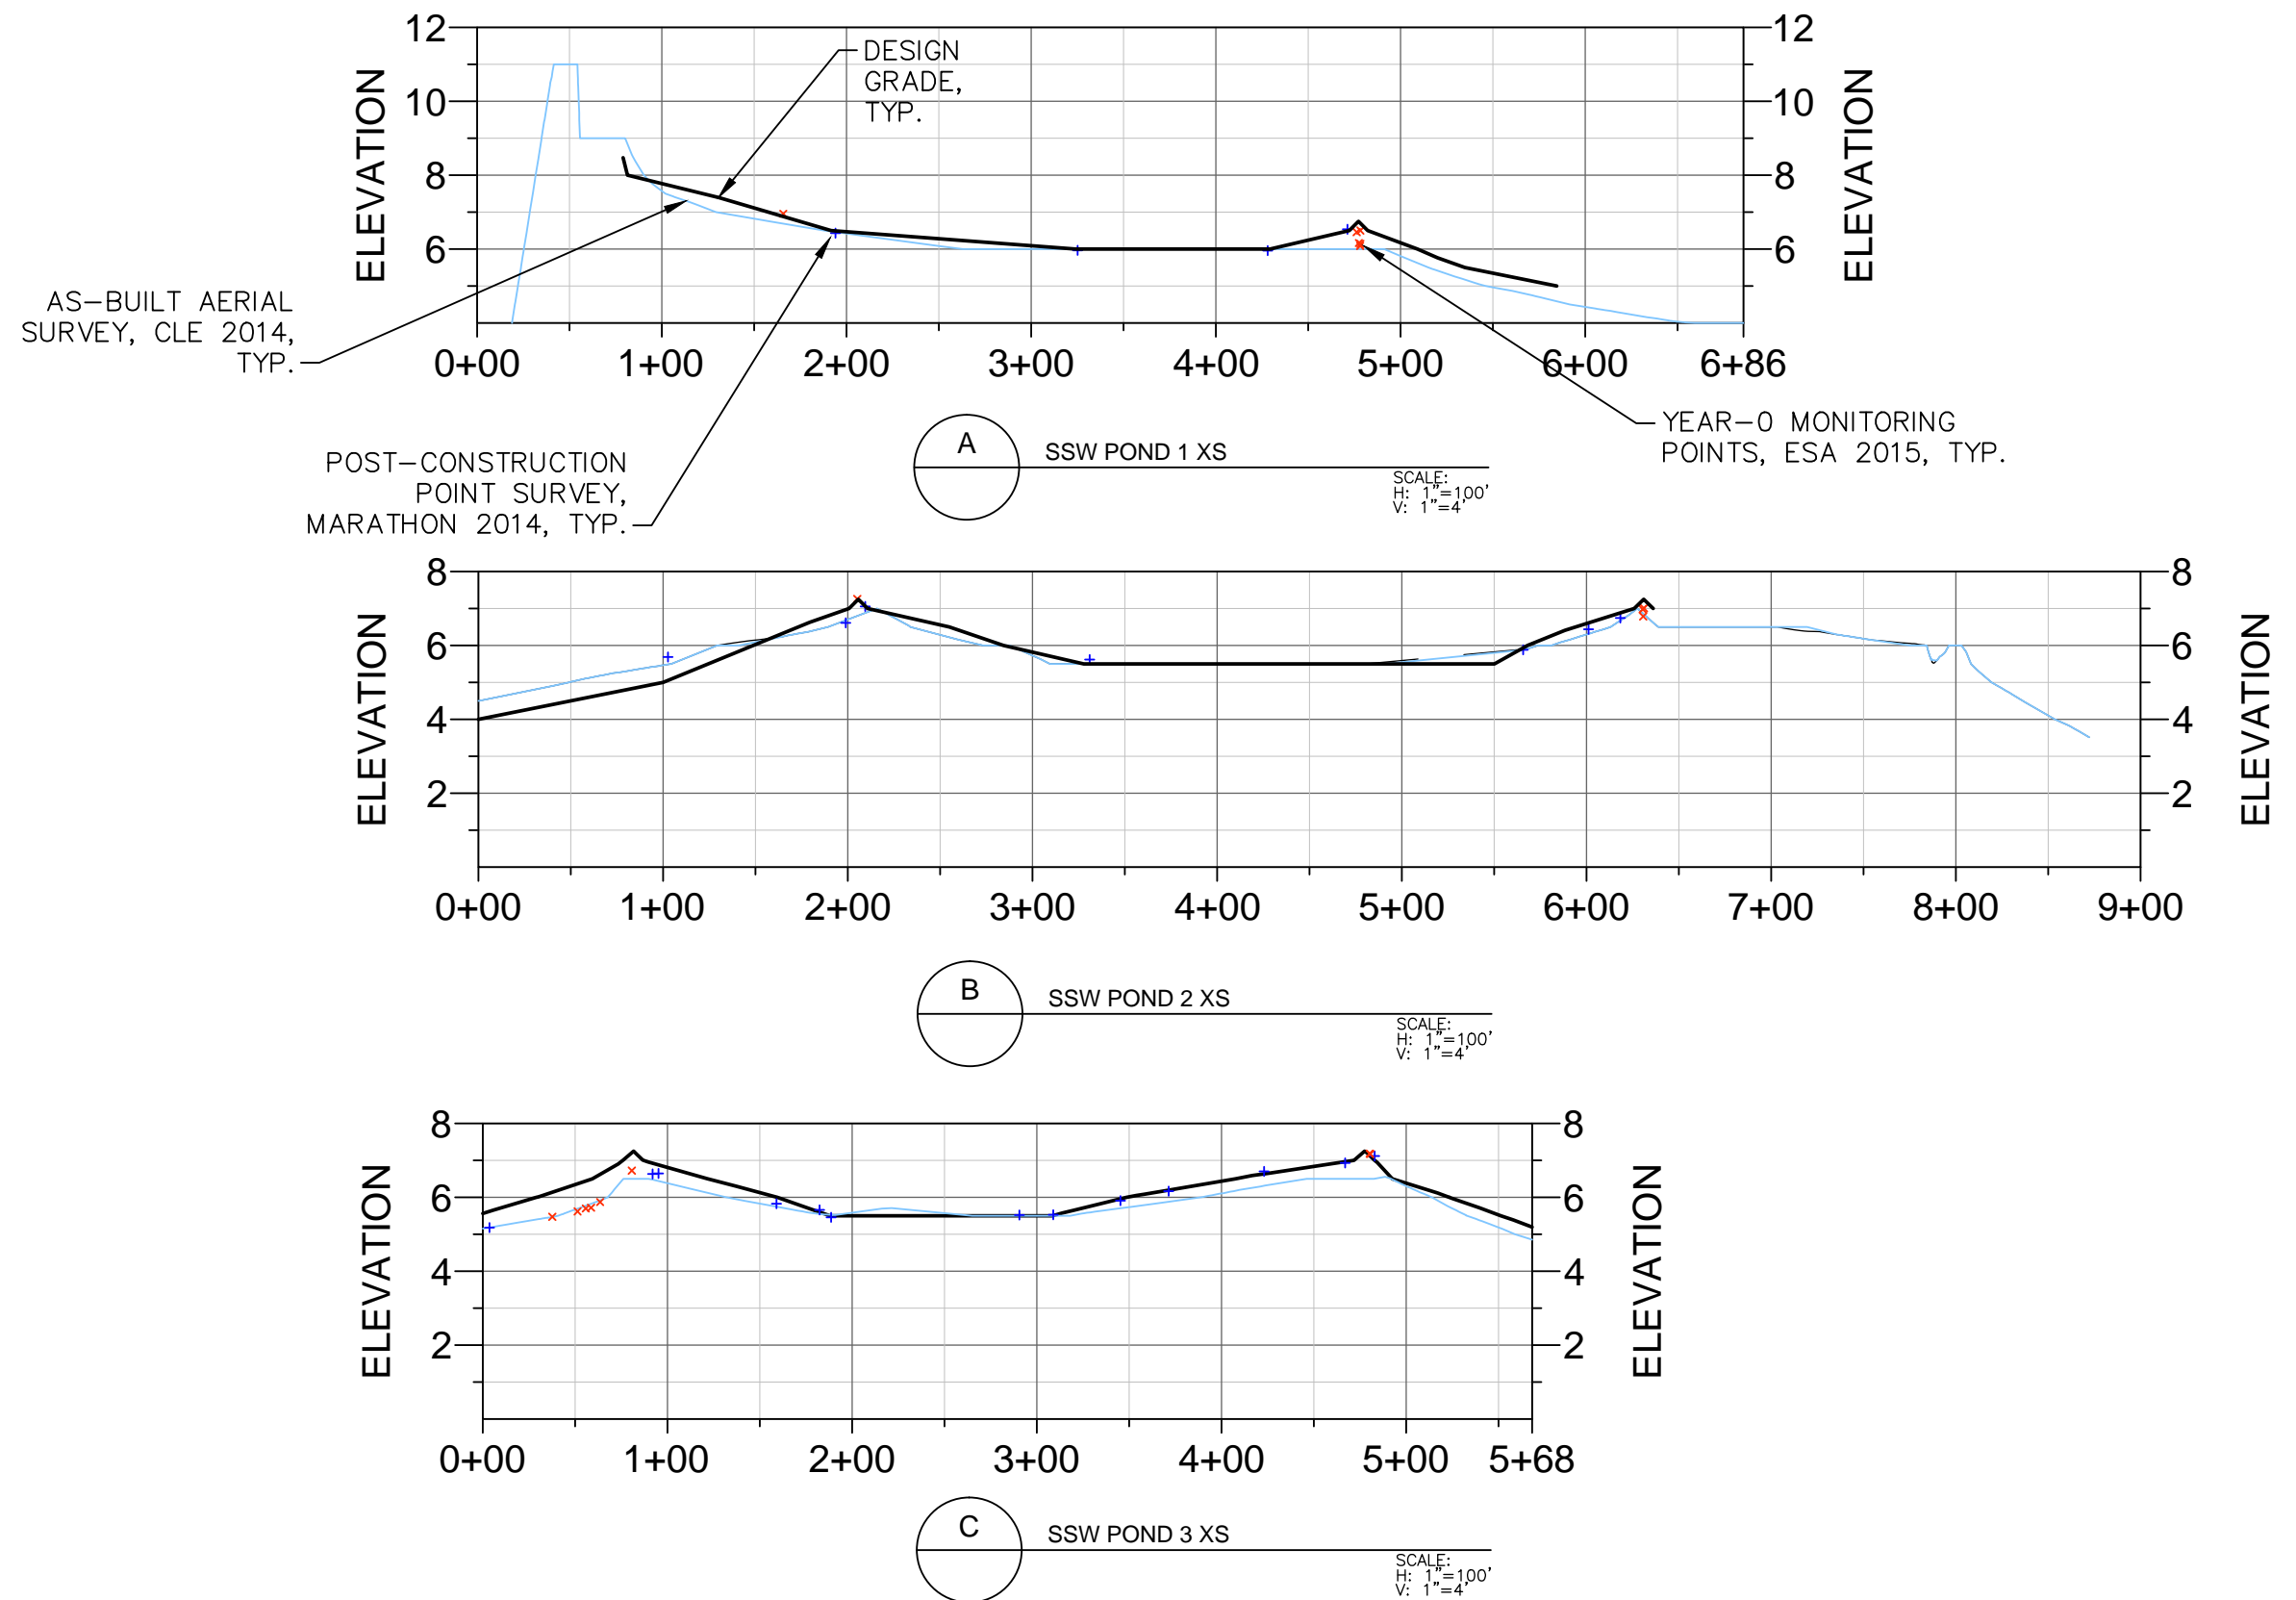 12
10
8
6
ELEVATION
12
10
8
6
ELEVATION
DESIGN
GRADE,
TYP.
AS-BUILT AERIAL
SURVEY, CLE 2014,
TYP.
0+00 1+00 2+00 3+00 4+00 5+00 6+00 6+86
POST-CONSTRUCTION
POINT SURVEY,
MARATHON 2014, TYP.
YEAR-0 MONITORING
POINTS, ESA 2015, TYP.
A
SSW POND 1 XS
SCALE:
H: 1"=100'
V: 1"=4'
8
6
4
2
ELEVATION
8
6
4
2
ELEVATION
0+00 1+00 2+00 3+00 4+00 5+00 6+00 7+00 8+00 9+00
B
SSW POND 2 XS
SCALE:
H: 1"=100'
V: 1"=4'
8
6
4
2
ELEVATION
8
6
4
2
ELEVATION
0+00 1+00 2+00 3+00 4+00 5+00 5+68
C
SSW POND 3 XS
SCALE:
H: 1"=100'
V: 1"=4'